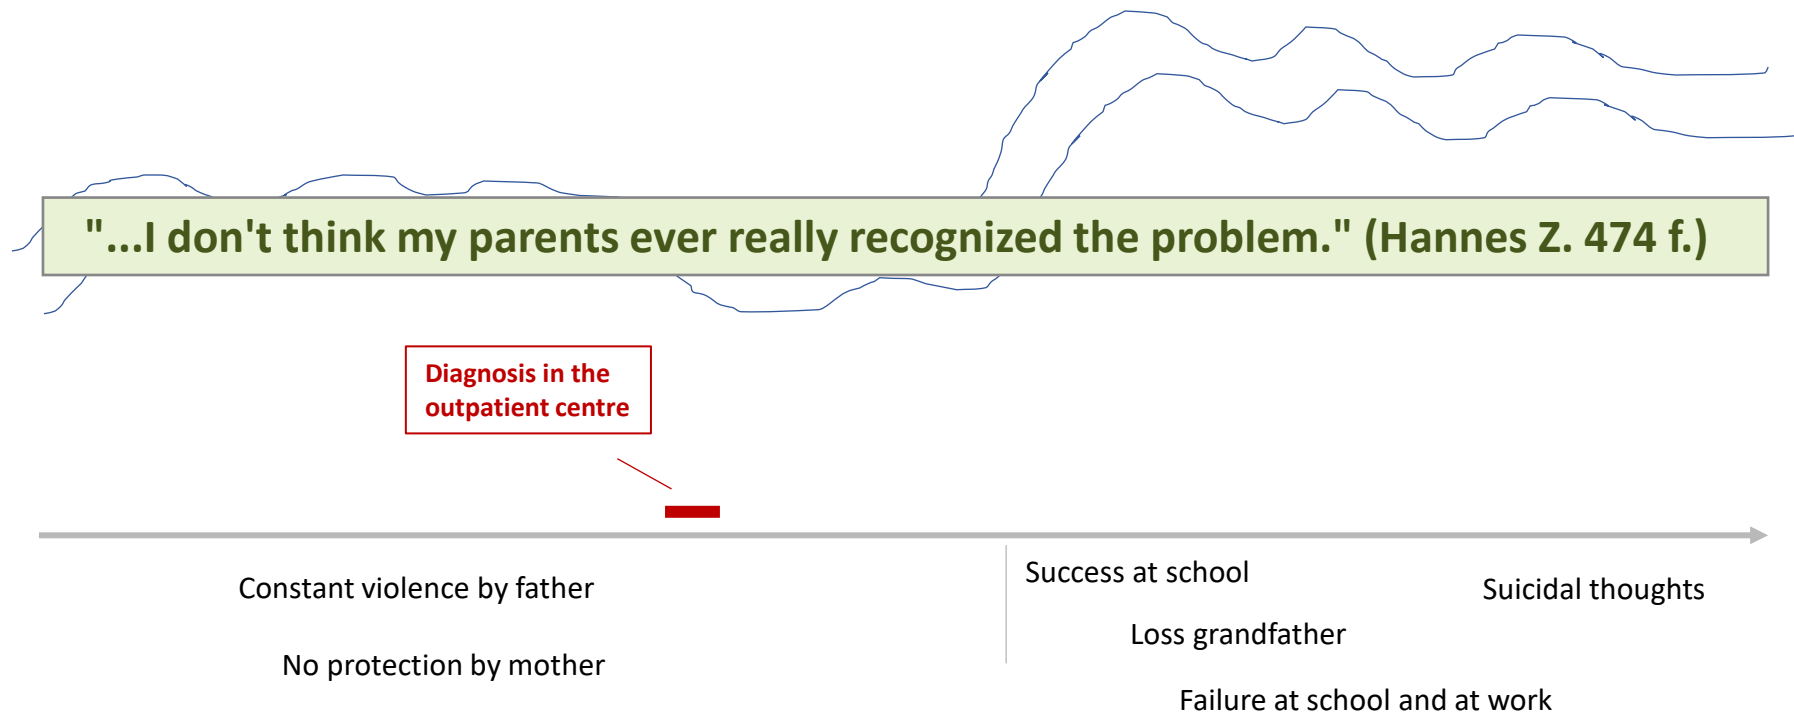 "...I don't think my parents ever really recognized the problem." (Hannes Z. 474 f.)
Diagnosis in the
outpatient centre
Constant violence by father
No protection by mother
Success at school
Loss grandfather
Failure at school and at work
Suicidal thoughts